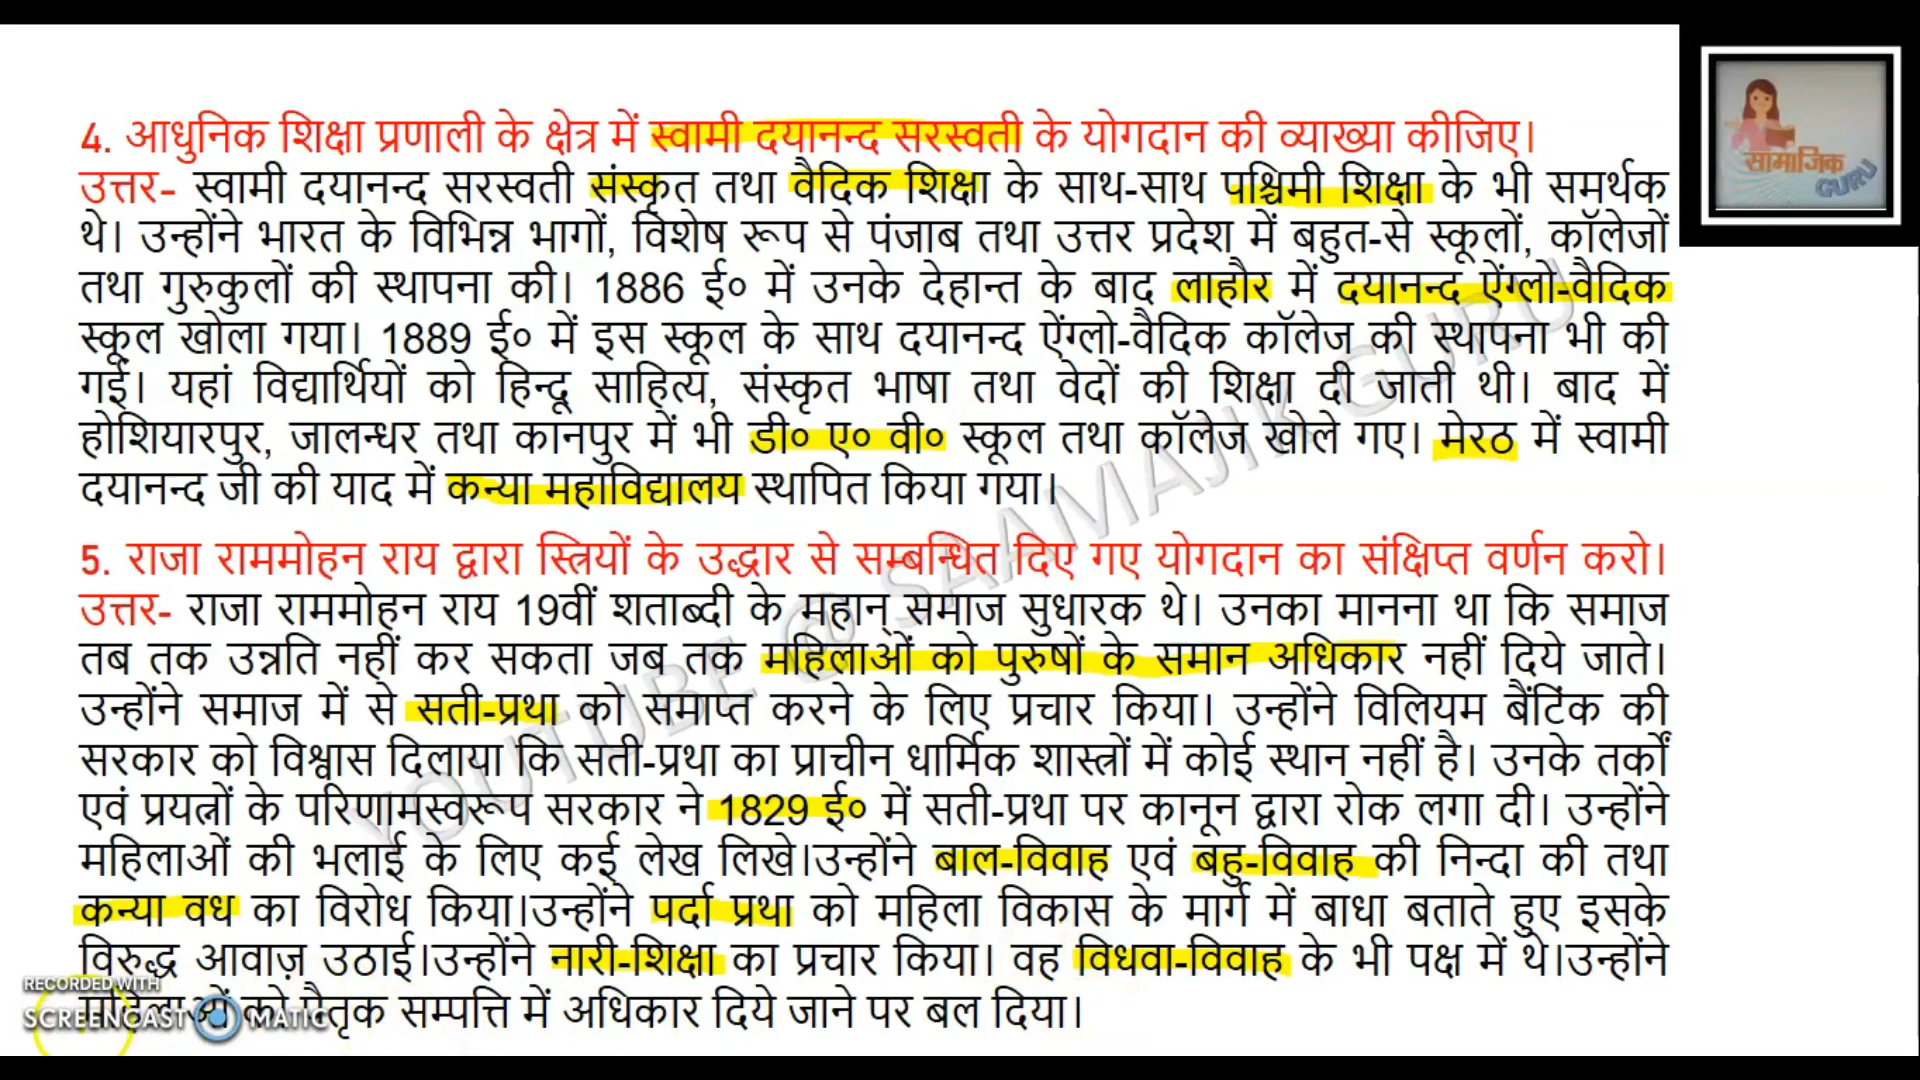 सामाजिक
GURU
4. आधुनिक शिक्षा प्रणाली के क्षेत्र में स्वामी दयानन्द सरस्वती के योगदान की व्याख्या कीजिए।
उत्तर- स्वामी दयानन्द सरस्वती संस्कृत तथा वैदिक शिक्षा के साथ-साथ पश्चिमी शिक्षा के भी समर्थक
थे। उन्होंने भारत के विभिन्न भागों, विशेष रूप से पंजाब तथा उत्तर प्रदेश में बहुत-से स्कूलों, कॉलेजों
तथा गुरुकुलों की स्थापना की। 1886 ई० में उनके देहान्त के बाद लाहौर में दयानन्द ऐंग्लो-वैदिक
स्कूल खोला गया। 1889 ई० में इस स्कूल के साथ दयानन्द ऐंग्लो-वैदिक कॉलेज की स्थापना भी की
गई। यहां विद्यार्थियों को हिन्दू साहित्य, संस्कृत भाषा तथा वेदों की शिक्षा दी जाती थी। बाद में
होशियारपुर, जालन्धर तथा कानपुर में भी डी० ए० वी० स्कूल तथा कॉलेज खोले गए। मेरठ में स्वामी
दयानन्द जी की याद में कन्या महाविद्यालय स्थापित किया गया।
5. राजा राममोहन राय द्वारा स्त्रियों के उद्धार से सम्बन्धित दिए गए योगदान का संक्षिप्त वर्णन करो।
उत्तर- राजा राममोहन राय 19वीं शताब्दी के महान् समाज सुधारक थे। उनका मानना था कि समाज
तब तक उन्नति नहीं कर सकता जब तक महिलाओं को पुरुषों के समान अधिकार नहीं दिये जाते।
उन्होंने समाज में से सती-प्रथा को समाप्त करने के लिए प्रचार किया। उन्होंने विलियम बैंटिंक की
सरकार को विश्वास दिलाया कि सती-प्रथा का प्राचीन धार्मिक शास्त्रों में कोई स्थान नहीं है। उनके तर्कों
एवं प्रयत्नों के परिणामस्वरूप सरकार ने 1829 ई० में सती-प्रथा पर कानून द्वारा रोक लगा दी। उन्होंने
महिलाओं की भलाई के लिए कई लेख लिखे।उन्होंने बाल-विवाह एवं बहु-विवाह की निन्दा की तथा
कन्या वध का विरोध किया।उन्होंने पर्दा प्रथा को महिला विकास के मार्ग में बाधा बताते हुए इसके
विरुद्ध आवाज़ उठाई।उन्होंने नारी-शिक्षा का प्रचार किया। वह विधवा-विवाह के भी पक्ष में थे।उन्होंने
महिलाओं को पैतृक सम्पत्ति में अधिकार दिये जाने पर बल दिया।
YOUTUBE @ SAAMAJIK GURU
RECORDED WITH
SCREENCAST MATIC